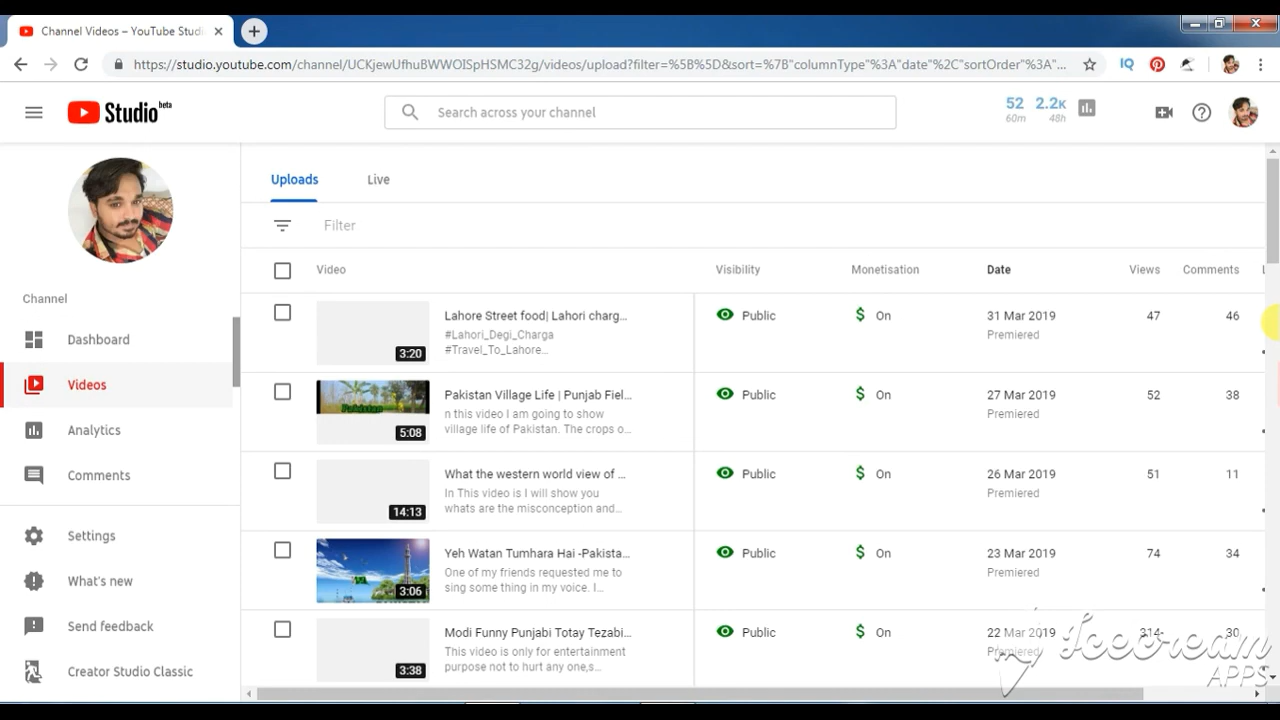 Channel Videos – YouTube Studi
https://studio.youtube.com/channel/UCKjewUfhuBWWOISpHSMC32g/videos/upload?filter=%5B%5D&sort=%7B"columnType"%3A"date"%2C"sortOrder"%3A"...
IQ
Studio beta
Search across your channel
52 2.2K
60m 48h
Uploads Live
Filter
Video Visibility Monetisation Date Views Comments
Channel
Dashboard
Videos
Analytics
Comments
Settings
What's new
Send feedback
Creator Studio Classic
Lahore Street food| Lahori charg... Public $ On 31 Mar 2019 47 46
#Lahori_Degi_Charga Premiered
#Travel_To_Lahore...
3:20
Pakistan Village Life | Punjab Fiel... Public $ On 27 Mar 2019 52 38
n this video I am going to show Premiered
village life of Pakistan. The crops o...
Pakistan
5:08
What the western world view of ... Public $ On 26 Mar 2019 51 11
In This video is I will show you Premiered
whats are the misconception and...
14:13
Yeh Watan Tumhara Hai -Pakista... Public $ On 23 Mar 2019 74 34
One of my friends requested me to Premiered
sing some thing in my voice. I...
3:06
Modi Funny Punjabi Totay Tezabi... Public $ On 22 Mar 2019 314 30
This video is only for entertainment Premiered
purpose not to hurt any one,s...
3:38
Icecream
APPS